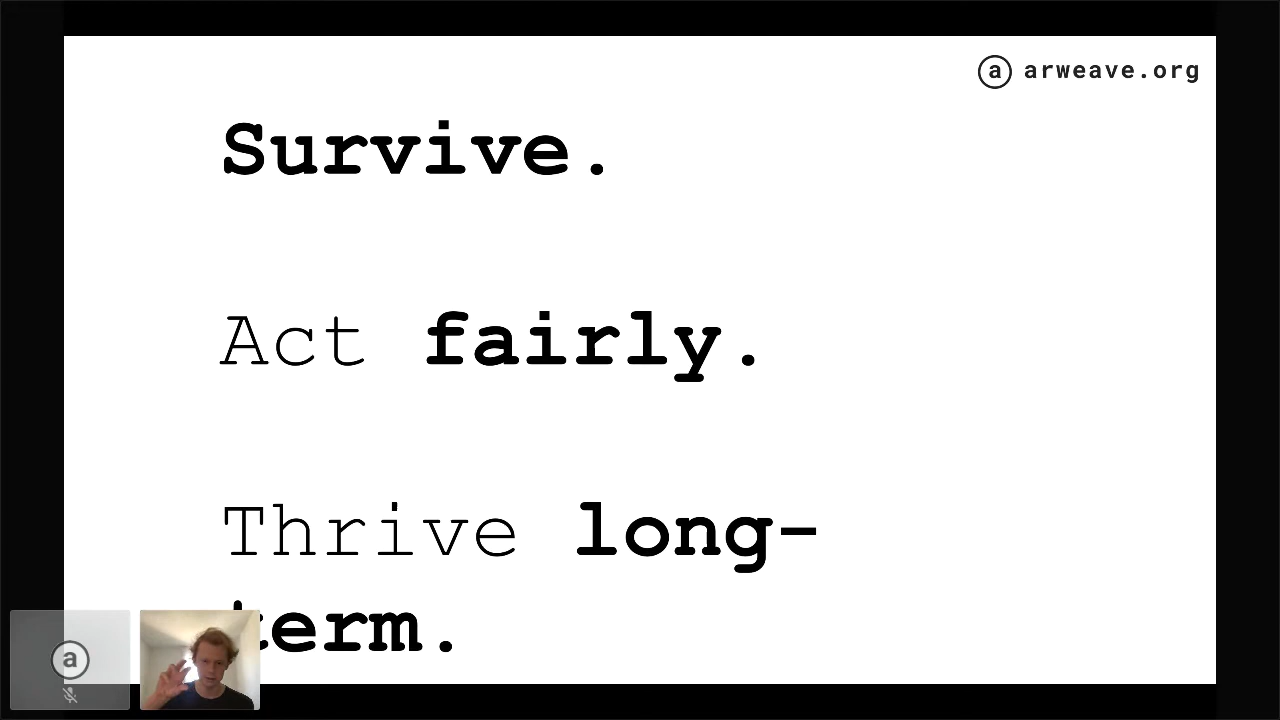 a arweave.org
Survive.
Act fairly.
Thrive long-
term.
a